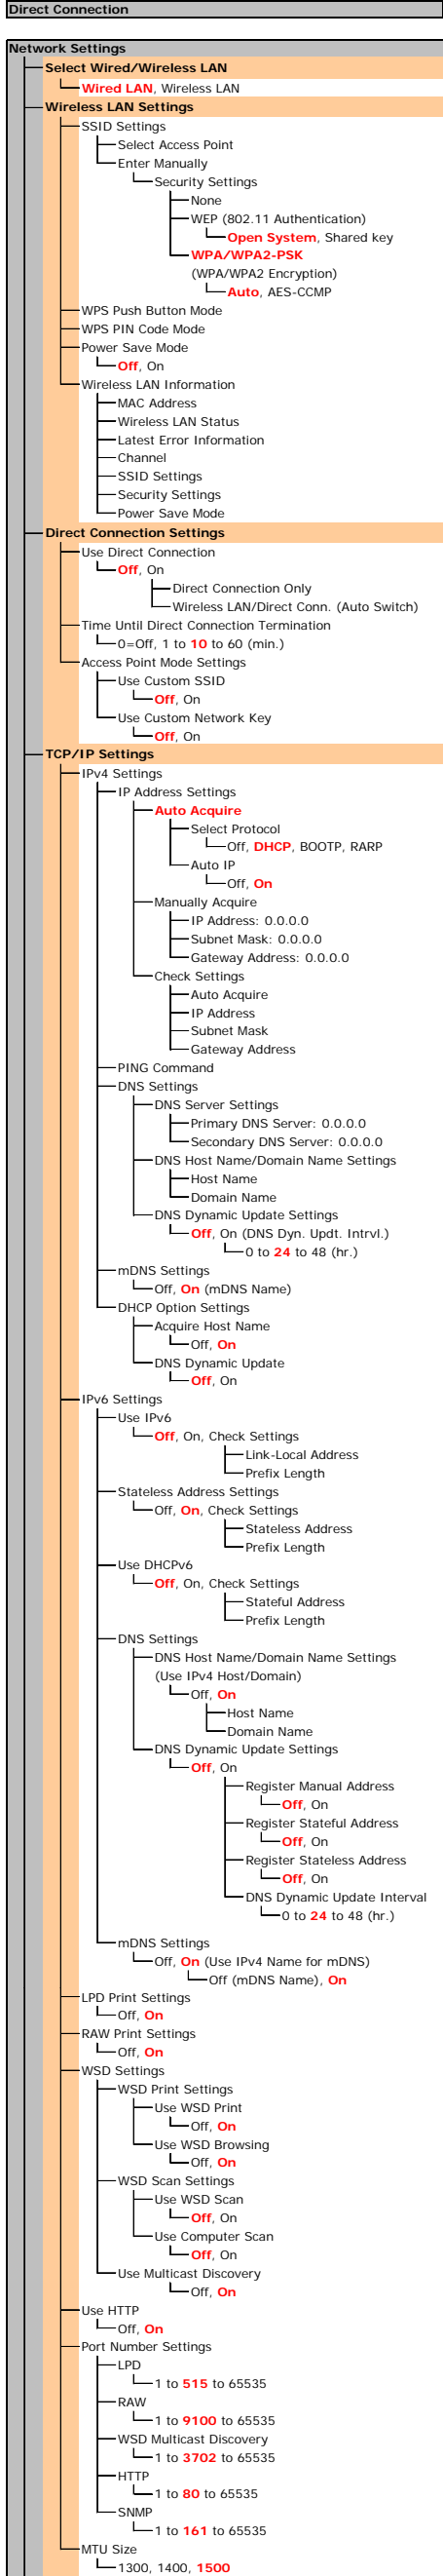 Direct Connection
Network Settings
Select Wired/Wireless LAN
Wired LAN, Wireless LAN
Wireless LAN Settings
SSID Settings
Select Access Point
Enter Manually
Security Settings
None
WEP (802.11 Authentication)
Open System, Shared key
WPA/WPA2-PSK
(WPA/WPA2 Encryption)
Auto, AES-CCMP
WPS Push Button Mode
WPS PIN Code Mode
Power Save Mode
Off, On
Wireless LAN Information
MAC Address
Wireless LAN Status
Latest Error Information
Channel
SSID Settings
Security Settings
Power Save Mode
Direct Connection Settings
Use Direct Connection
Off, On
Direct Connection Only
Wireless LAN/Direct Conn. (Auto Switch)
Time Until Direct Connection Termination
0=Off, 1 to 10 to 60 (min.)
Access Point Mode Settings
Use Custom SSID
Off, On
Use Custom Network Key
Off, On
TCP/IP Settings
IPv4 Settings
IP Address Settings
Auto Acquire
Select Protocol
Off, DHCP, BOOTP, RARP
Auto IP
Off, On
Manually Acquire
IP Address: 0.0.0.0
Subnet Mask: 0.0.0.0
Gateway Address: 0.0.0.0
Check Settings
Auto Acquire
IP Address
Subnet Mask
Gateway Address
PING Command
DNS Settings
DNS Server Settings
Primary DNS Server: 0.0.0.0
Secondary DNS Server: 0.0.0.0
DNS Host Name/Domain Name Settings
Host Name
Domain Name
DNS Dynamic Update Settings
Off, On (DNS Dyn. Updt. Intrvl.)
0 to 24 to 48 (hr.)
mDNS Settings
Off, On (mDNS Name)
DHCP Option Settings
Acquire Host Name
Off, On
DNS Dynamic Update
Off, On
IPv6 Settings
Use IPv6
Off, On, Check Settings
Link-Local Address
Prefix Length
Stateless Address Settings
Off, On, Check Settings
Stateless Address
Prefix Length
Use DHCPv6
Off, On, Check Settings
Stateful Address
Prefix Length
DNS Settings
DNS Host Name/Domain Name Settings
(Use IPv4 Host/Domain)
Off, On
Host Name
Domain Name
DNS Dynamic Update Settings
Off, On
Register Manual Address
Off, On
Register Stateful Address
Off, On
Register Stateless Address
Off, On
DNS Dynamic Update Interval
0 to 24 to 48 (hr.)
mDNS Settings
Off, On (Use IPv4 Name for mDNS)
Off (mDNS Name), On
LPD Print Settings
Off, On
RAW Print Settings
Off, On
WSD Settings
WSD Print Settings
Use WSD Print
Off, On
Use WSD Browsing
Off, On
WSD Scan Settings
Use WSD Scan
Off, On
Use Computer Scan
Off, On
Use Multicast Discovery
Off, On
Use HTTP
Off, On
Port Number Settings
LPD
1 to 515 to 65535
RAW
1 to 9100 to 65535
WSD Multicast Discovery
1 to 3702 to 65535
HTTP
1 to 80 to 65535
SNMP
1 to 161 to 65535
MTU Size
1300, 1400, 1500